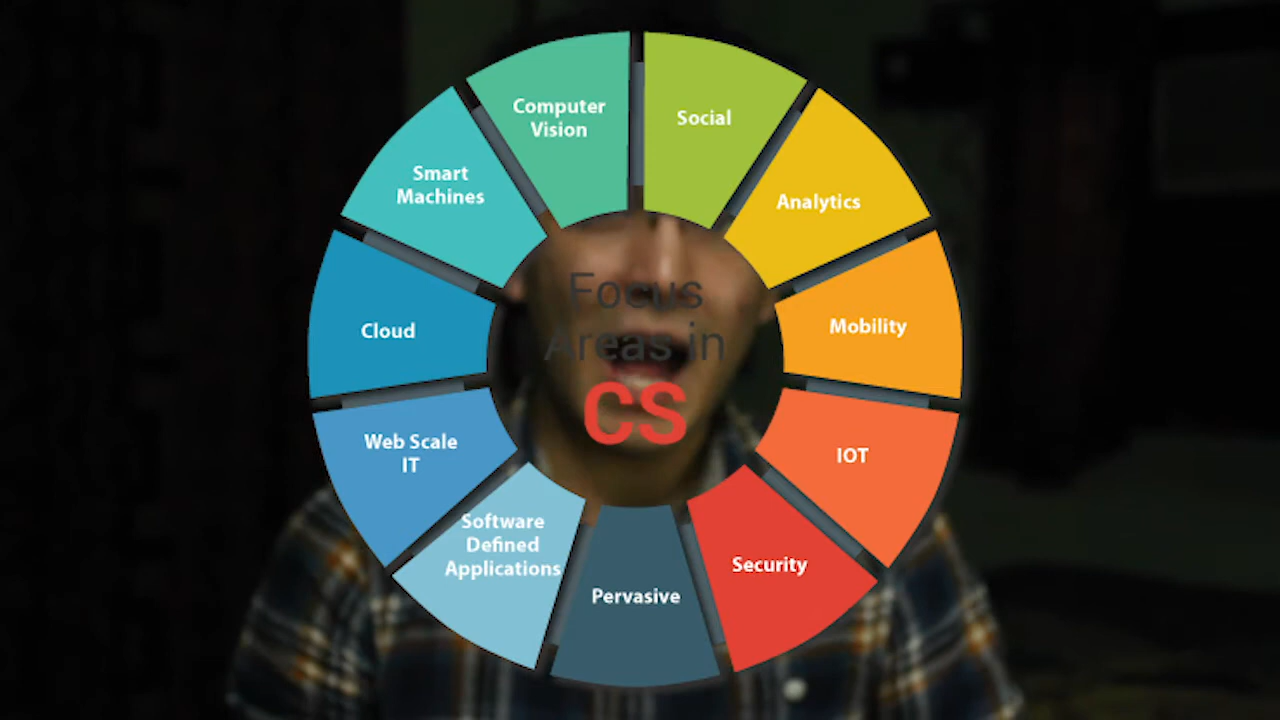 Focus
Areas in
CS
Social
Analytics
Mobility
IOT
Security
Pervasive
Software
Defined
Applications
Web Scale
IT
Cloud
Smart
Machines
Computer
Vision